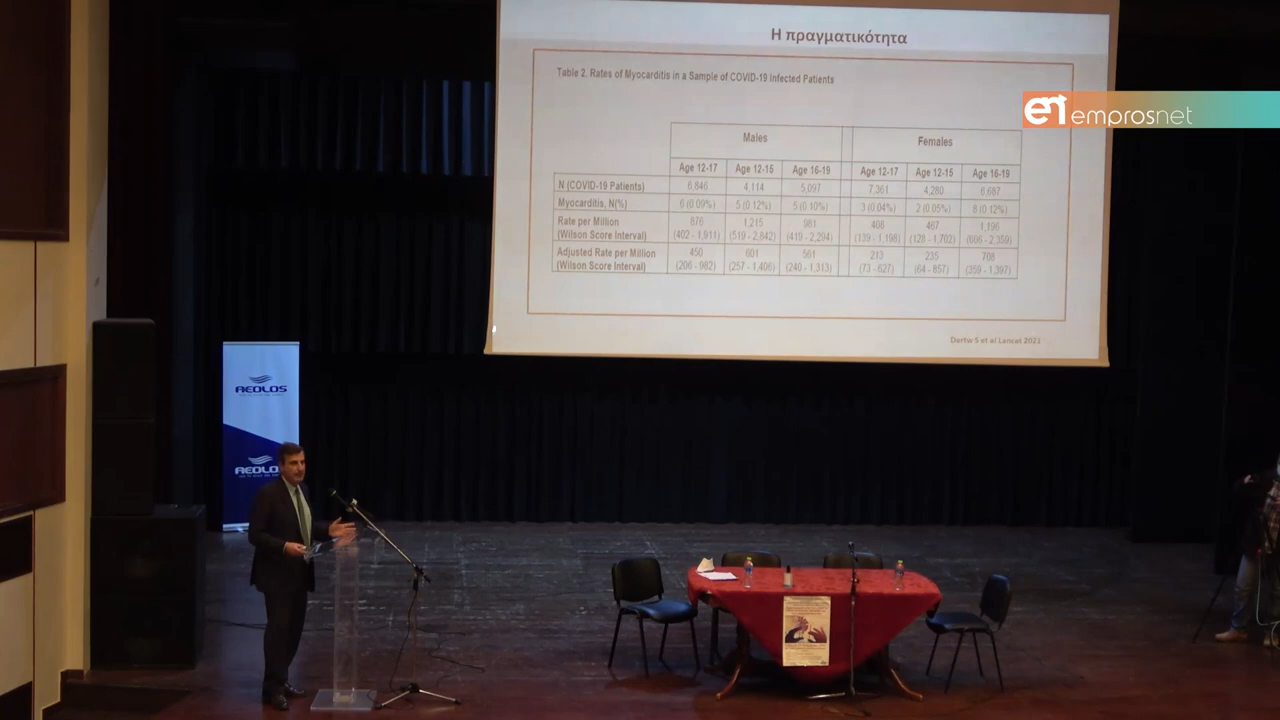 Η πραγματικότητα
Table 2. Rates of Myocarditis in a Sample of COVID-19 Infected Patients
Males Females
Age 12-17 Age 12-15 Age 16-19 Age 12-17 Age 12-15 Age 16-19
N (COVID-19 Patients) 6,846 4,114 5,097 7,361 4,280 6,687
Myocarditis, N(%) 6 (0.09%) 5 (0.12%) 5 (0.10%) 3 (0.04%) 2 (0.05%) 8 (0.12%)
Rate per Million 876 1,215 981 408 467 1,196
(Wilson Score Interval) (402 - 1,911) (519 - 2,842) (419 - 2,294) (139 - 1,198) (128 - 1,702) (606 - 2,359)
Adjusted Rate per Million 450 601 561 213 235 708
(Wilson Score Interval) (206 - 982) (257 - 1,406) (240 - 1,313) (73 - 627) (64 - 857) (359 - 1,397)
S et al Lancat 2021
en emprosnet
AEOLOS
AEOLO